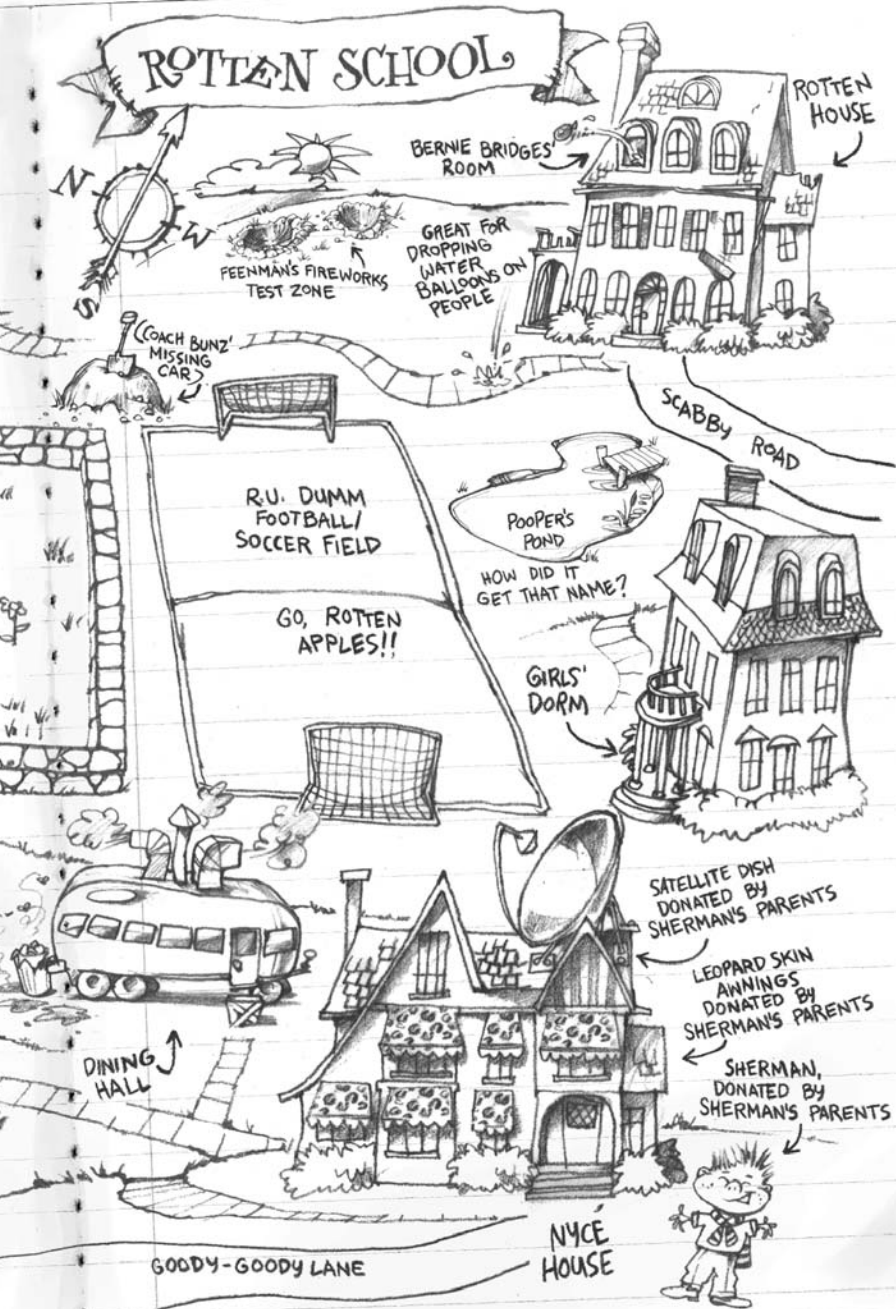 ROTTEN SCHOOL
ROTTEN
HOUSE
BERNIE BRIDGES'
ROOM
N
W
S
FEENMAN'S FIREWORKS
TEST ZONE
GREAT FOR
DROPPING
WATER
BALLOONS ON
PEOPLE
(COACH BUNZ'
MISSING
CAR)
SCABBY ROAD
R.U. DUMM
FOOTBALL/
SOCCER FIELD
POOPER'S
POND
HOW DID IT
GET THAT NAME?
GO, ROTTEN
APPLES!!
GIRLS'
DORM
SATELLITE DISH
DONATED BY
SHERMAN'S PARENTS
LEOPARD SKIN
AWNINGS
DONATED BY
SHERMAN'S PARENTS
DINING
HALL
SHERMAN,
DONATED BY
SHERMAN'S PARENTS
NYCE
HOUSE
GOODY-GOODY LANE